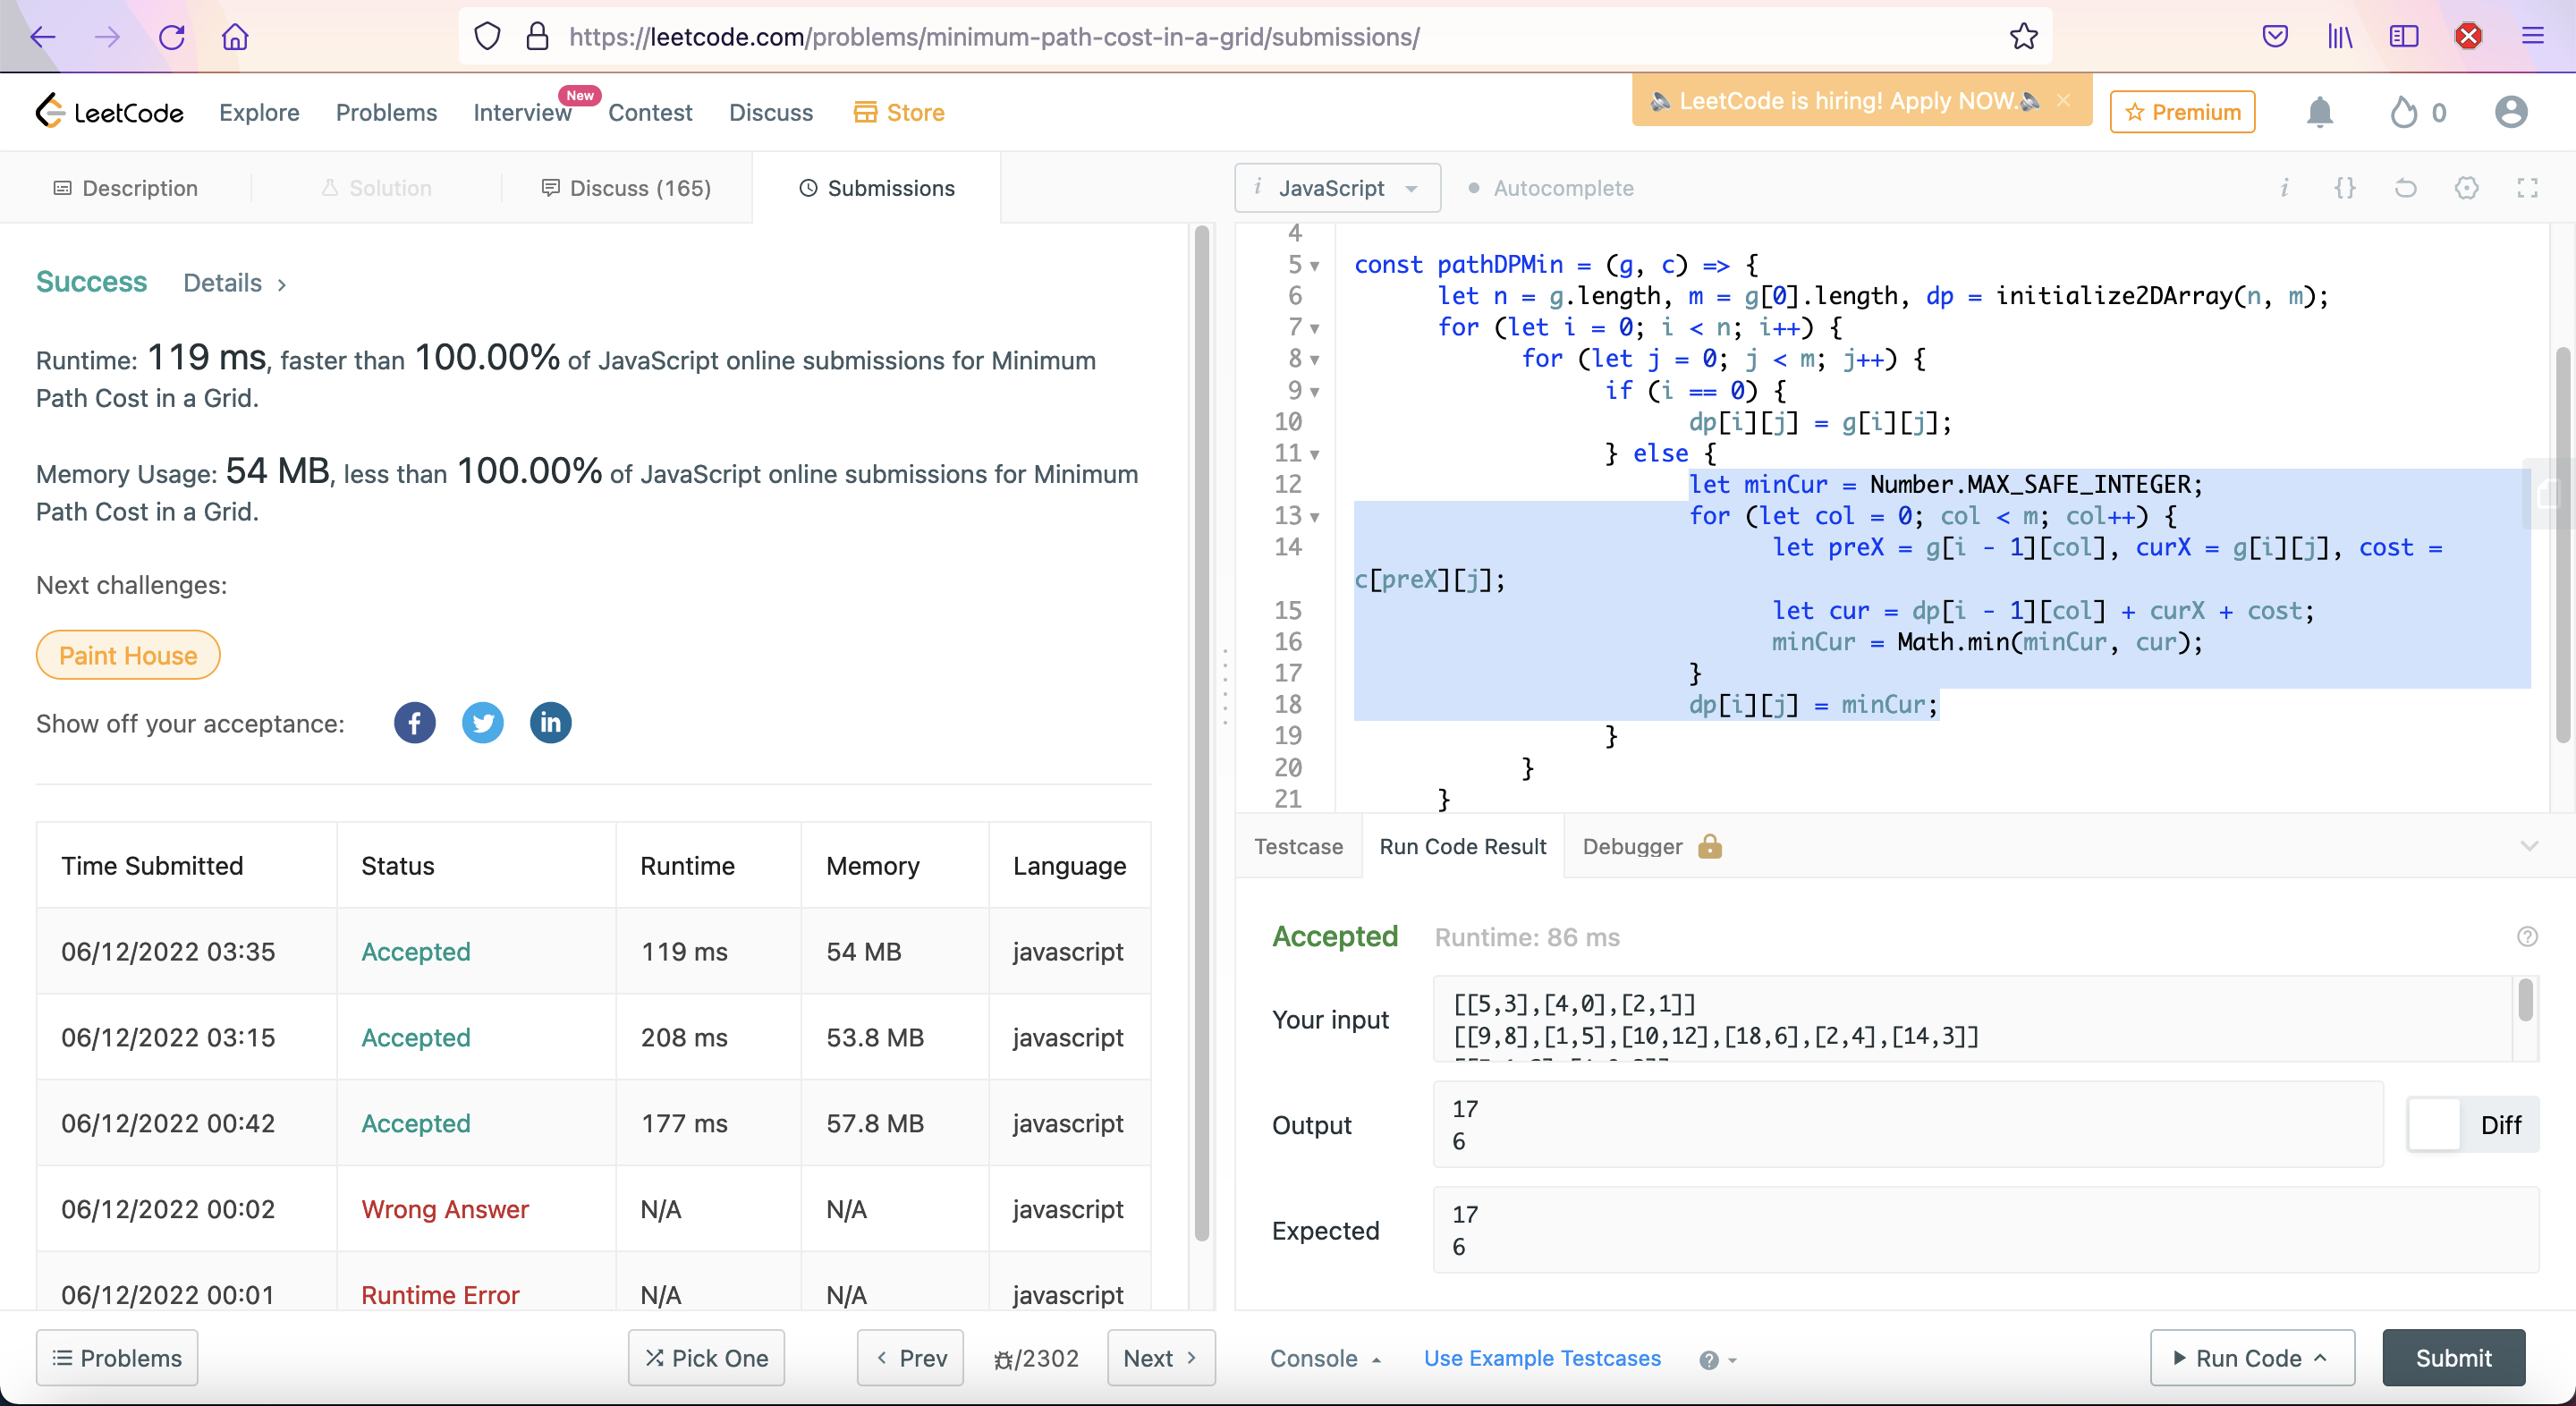 https://leetcode.com/problems/minimum-path-cost-in-a-grid/submissions/
LeetCode Explore Problems Interview New Contest Discuss Store
LeetCode is hiring! Apply NOW. Premium 0
Description Solution Discuss (165) Submissions
Success Details >
Runtime: 119 ms, faster than 100.00% of JavaScript online submissions for Minimum
Path Cost in a Grid.
Memory Usage: 54 MB, less than 100.00% of JavaScript online submissions for Minimum
Path Cost in a Grid.
Next challenges:
Paint House
Show off your acceptance:
Time Submitted Status Runtime Memory Language
06/12/2022 03:35 Accepted 119 ms 54 MB javascript
06/12/2022 03:15 Accepted 208 ms 53.8 MB javascript
06/12/2022 00:42 Accepted 177 ms 57.8 MB javascript
06/12/2022 00:02 Wrong Answer N/A N/A javascript
06/12/2022 00:01 Runtime Error N/A N/A javascript
Problems Pick One < Prev /2302 Next >
i JavaScript Autocomplete
4
5 const pathDPMin = (g, c) => {
6 let n = g.length, m = g[0].length, dp = initialize2DArray(n, m);
7 for (let i = 0; i < n; i++) {
8 for (let j = 0; j < m; j++) {
9 if (i == 0) {
10 dp[i][j] = g[i][j];
11 } else {
12 let minCur = Number.MAX_SAFE_INTEGER;
13 for (let col = 0; col < m; col++) {
14 let preX = g[i - 1][col], curX = g[i][j], cost =
c[preX][j];
15 let cur = dp[i - 1][col] + curX + cost;
16 minCur = Math.min(minCur, cur);
17 }
18 dp[i][j] = minCur;
19 }
20 }
21 }
Testcase Run Code Result Debugger
Accepted Runtime: 86 ms
Your input
[[5,3],[4,0],[2,1]]
[[9,8],[1,5],[10,12],[18,6],[2,4],[14,3]]
Output
17
6
Diff
Expected
17
6
Console Use Example Testcases Run Code Submit